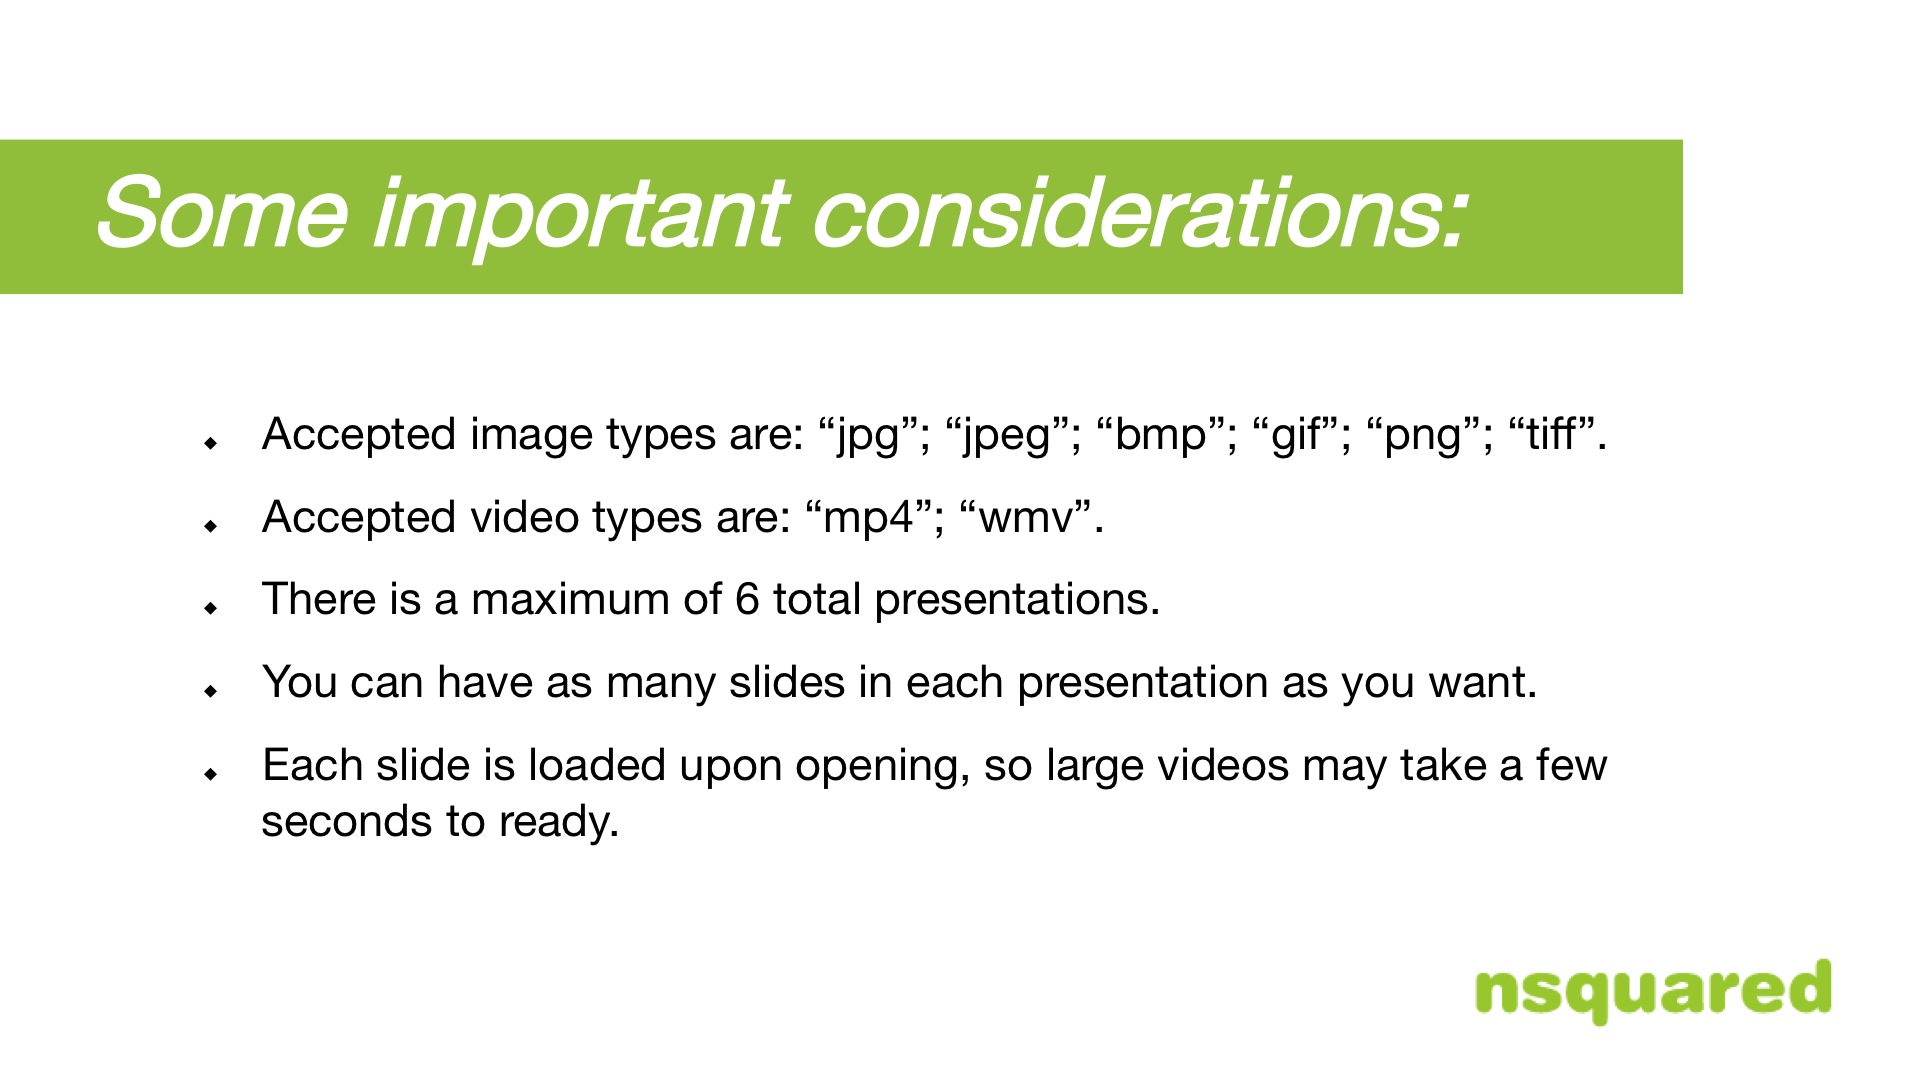 Some important considerations:
⬥ Accepted image types are: “jpg”; “jpeg”; “bmp”; “gif”; “png”; “tiff”.
⬥ Accepted video types are: “mp4”; “wmv”.
⬥ There is a maximum of 6 total presentations.
⬥ You can have as many slides in each presentation as you want.
⬥ Each slide is loaded upon opening, so large videos may take a few
seconds to ready.
nsquared